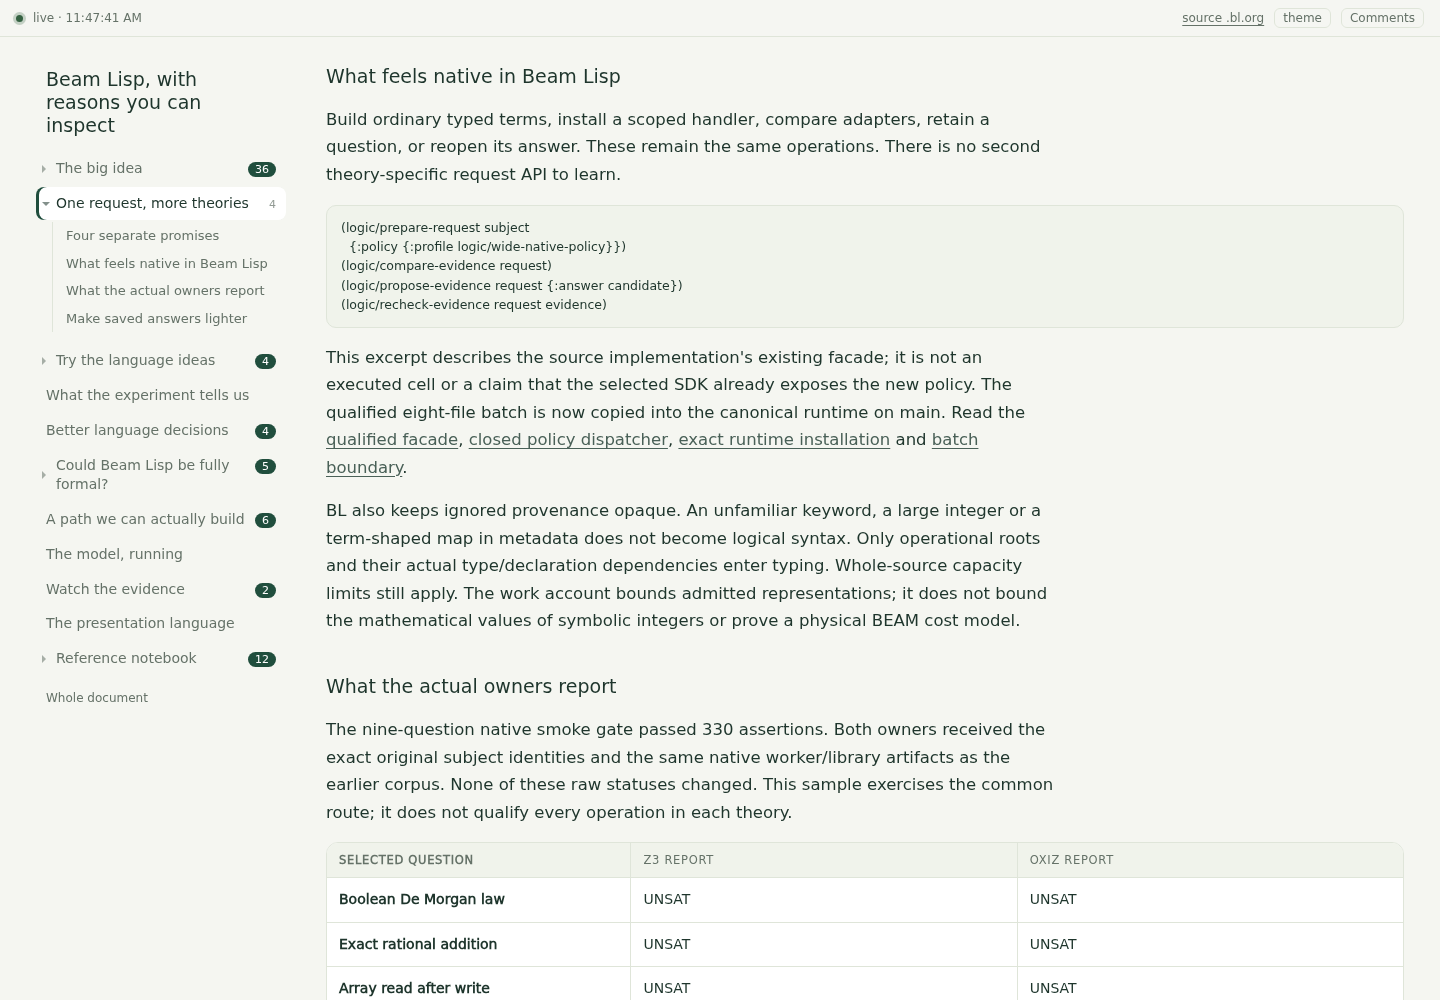 live · 11:47:41 AM
source .bl.org
theme
Comments
Beam Lisp, with
reasons you can
inspect
The big idea 36
One request, more theories 4
Four separate promises
What feels native in Beam Lisp
What the actual owners report
Make saved answers lighter
Try the language ideas 4
What the experiment tells us
Better language decisions 4
Could Beam Lisp be fully 5
formal?
A path we can actually build 6
The model, running
Watch the evidence 2
The presentation language
Reference notebook 12
Whole document
What feels native in Beam Lisp
Build ordinary typed terms, install a scoped handler, compare adapters, retain a
question, or reopen its answer. These remain the same operations. There is no second
theory-specific request API to learn.
(logic/prepare-request subject
  {:policy {:profile logic/wide-native-policy}})
(logic/compare-evidence request)
(logic/propose-evidence request {:answer candidate})
(logic/recheck-evidence request evidence)
This excerpt describes the source implementation's existing facade; it is not an
executed cell or a claim that the selected SDK already exposes the new policy. The
qualified eight-file batch is now copied into the canonical runtime on main. Read the
qualified facade, closed policy dispatcher, exact runtime installation and batch
boundary.
BL also keeps ignored provenance opaque. An unfamiliar keyword, a large integer or a
term-shaped map in metadata does not become logical syntax. Only operational roots
and their actual type/declaration dependencies enter typing. Whole-source capacity
limits still apply. The work account bounds admitted representations; it does not bound
the mathematical values of symbolic integers or prove a physical BEAM cost model.
What the actual owners report
The nine-question native smoke gate passed 330 assertions. Both owners received the
exact original subject identities and the same native worker/library artifacts as the
earlier corpus. None of these raw statuses changed. This sample exercises the common
route; it does not qualify every operation in each theory.
SELECTED QUESTION Z3 REPORT OXIZ REPORT
Boolean De Morgan law UNSAT UNSAT
Exact rational addition UNSAT UNSAT
Array read after write UNSAT UNSAT